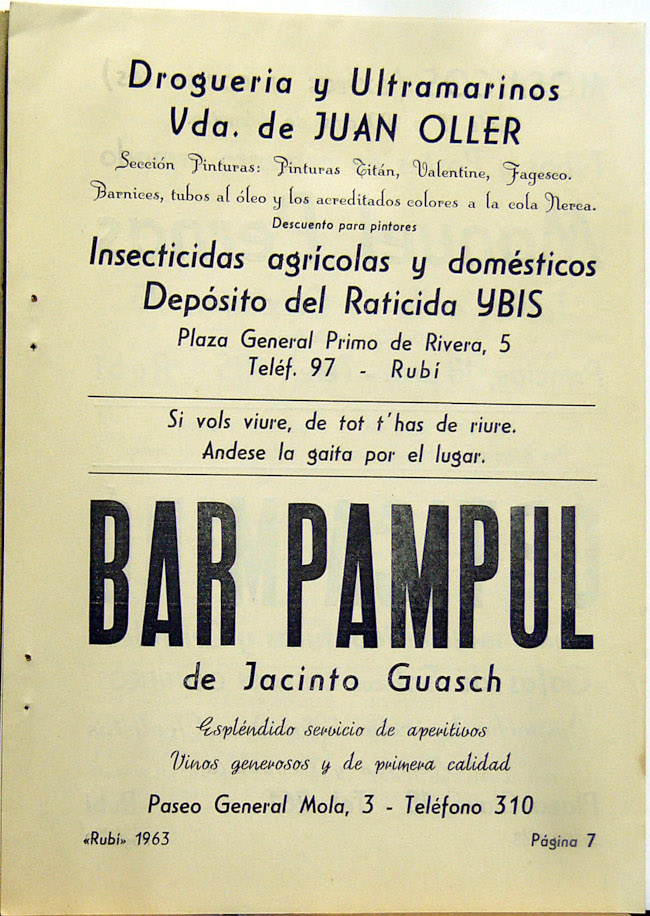 Drogueria y Ultramarinos
Vda. de JUAN OLLER
Sección Pinturas: Pinturas Titán, Valentine, Fagesco.
Barnices, tubos al óleo y los acreditados colores a la cola Nerca.
Descuento para pintores
Insecticidas agrícolas y domésticos
Depósito del Raticida YBIS
Plaza General Primo de Rivera, 5
Teléf. 97 - Rubí
Si vols viure, de tot t'has de riure.
Andese la gaita por el lugar.
BAR PAMPUL
de Jacinto Guasch
Espléndido servicio de aperitivos
Vinos generosos y de primera calidad
Paseo General Mola, 3 - Teléfono 310
«Rubí» 1963
Página 7